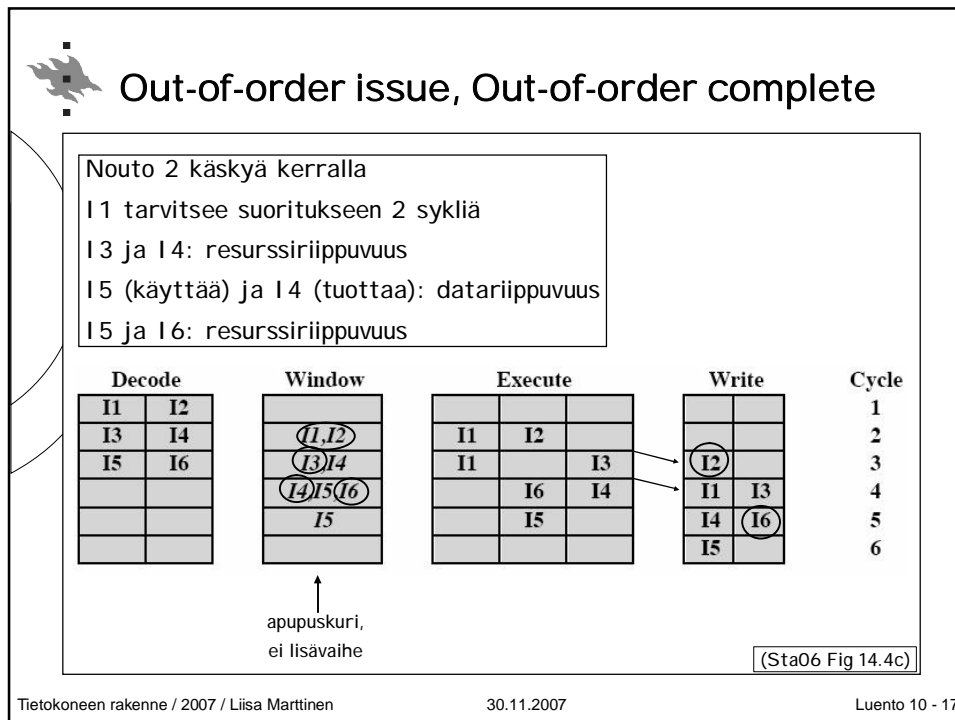 Out-of-order issue, Out-of-order complete
Nouto 2 käskyä kerralla
I1 tarvitsee suoritukseen 2 sykliä
I3 ja I4: resurssiriippuvuus
I5 (käyttää) ja I4 (tuottaa): datariippuvuus
I5 ja I6: resurssiriippuvuus
Decode Window Execute Write Cycle
I1 I2 1
I3 I4 I1,I2 I1 I2 2
I5 I6 I3,I4 I1 I3 I2 3
I4,I5,I6 I6 I4 I1 I3 4
I5 I5 I4 I6 5
I5 6
apupuskuri,
ei lisävaihe
(Sta06 Fig 14.4c)
Tietokoneen rakenne / 2007 / Liisa Marttinen 30.11.2007 Luento 10 - 17